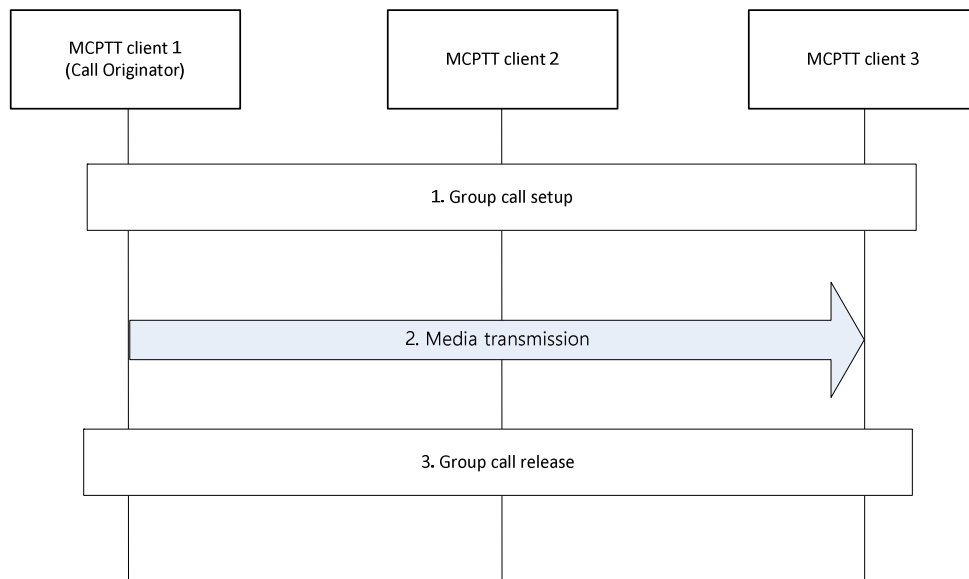 MCPTT client 1
(Call Originator)
MCPTT client 2
MCPTT client 3
1. Group call setup
2. Media transmission
3. Group call release